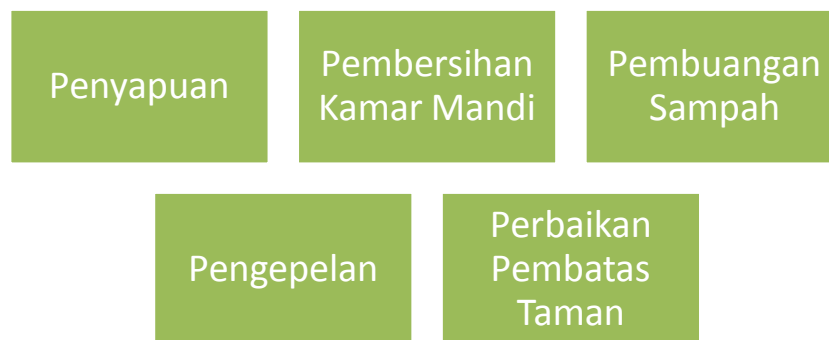 Penyapuan
Pembersihan
Kamar Mandi
Pembuangan
Sampah
Pengepelan
Perbaikan
Pembatas
Taman